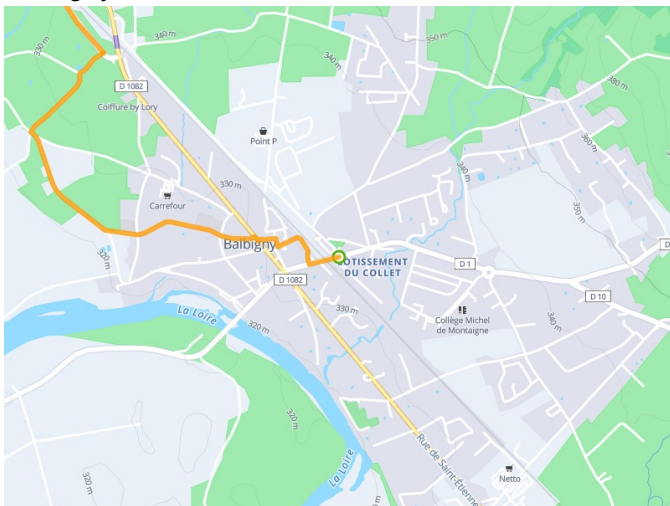 340 m
350 m
330 m
340 m
D 1082
380 m
Coiffure by Lory
Point P
360 m
340 m
330 m
Carrefour
350 m
320 m
Balbigny
D
LOTISSEMENT
DU COLLET
D 1
D 1082
D 10
La Loire
330 m
Collège Michel
de Montaigne
340 m
320 m
320 m
Rue de Saint-Étienne
La Loire
320 m
Netto